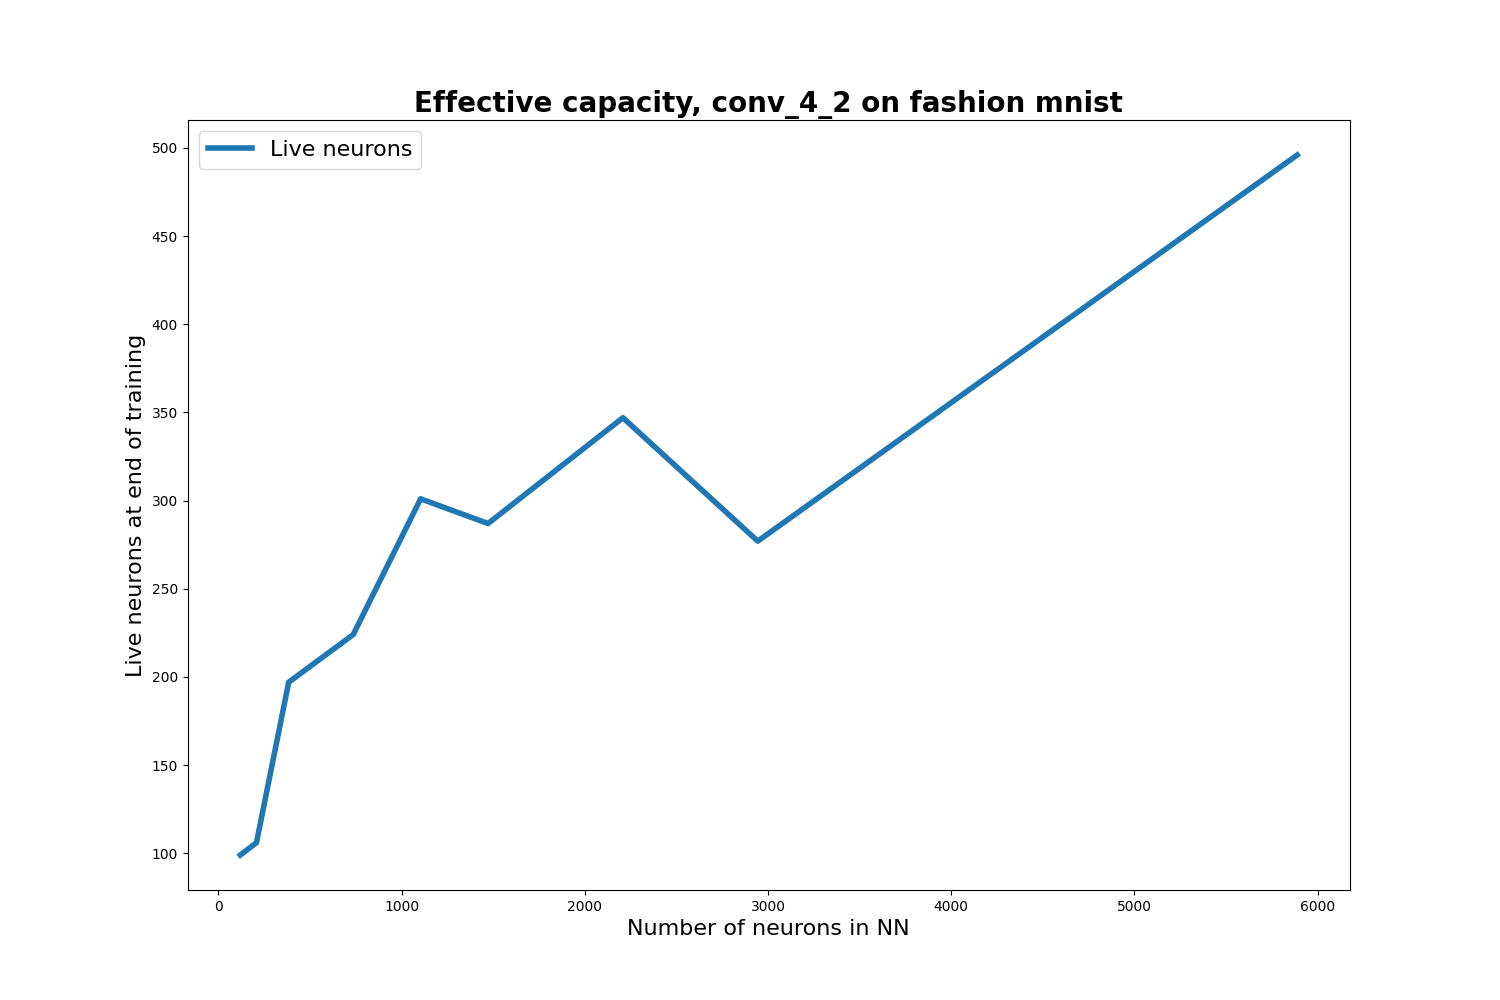 Effective capacity, conv_4_2 on fashion mnist
Live neurons
500
450
400
350
300
250
200
150
100
Live neurons at end of training
0 1000 2000 3000 4000 5000 6000
Number of neurons in NN